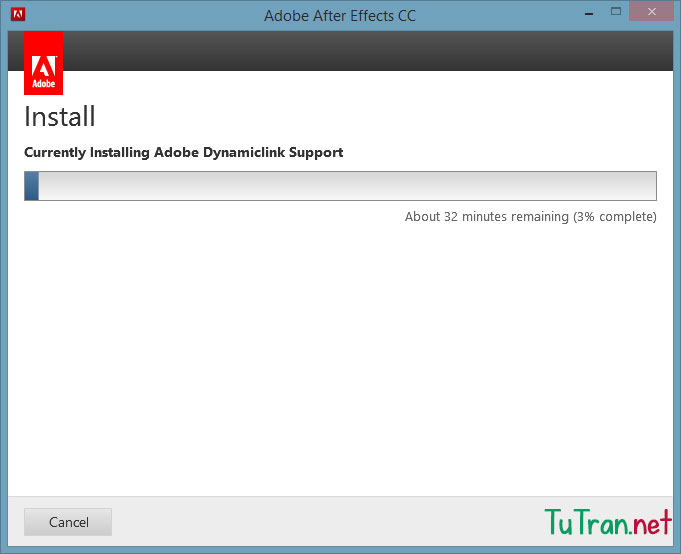 Adobe After Effects CC
Adobe
Install
Currently Installing Adobe Dynamiclink Support
About 32 minutes remaining (3% complete)
Cancel
TuTran.net